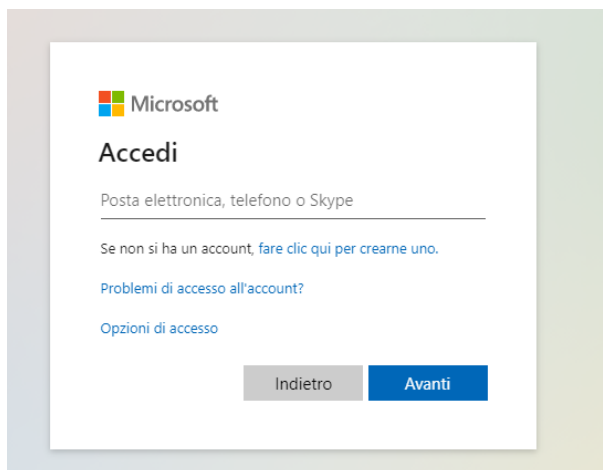 Microsoft
Accedi
Posta elettronica, telefono o Skype
Se non si ha un account, fare clic qui per crearne uno.
Problemi di accesso all'account?
Opzioni di accesso
Indietro Avanti